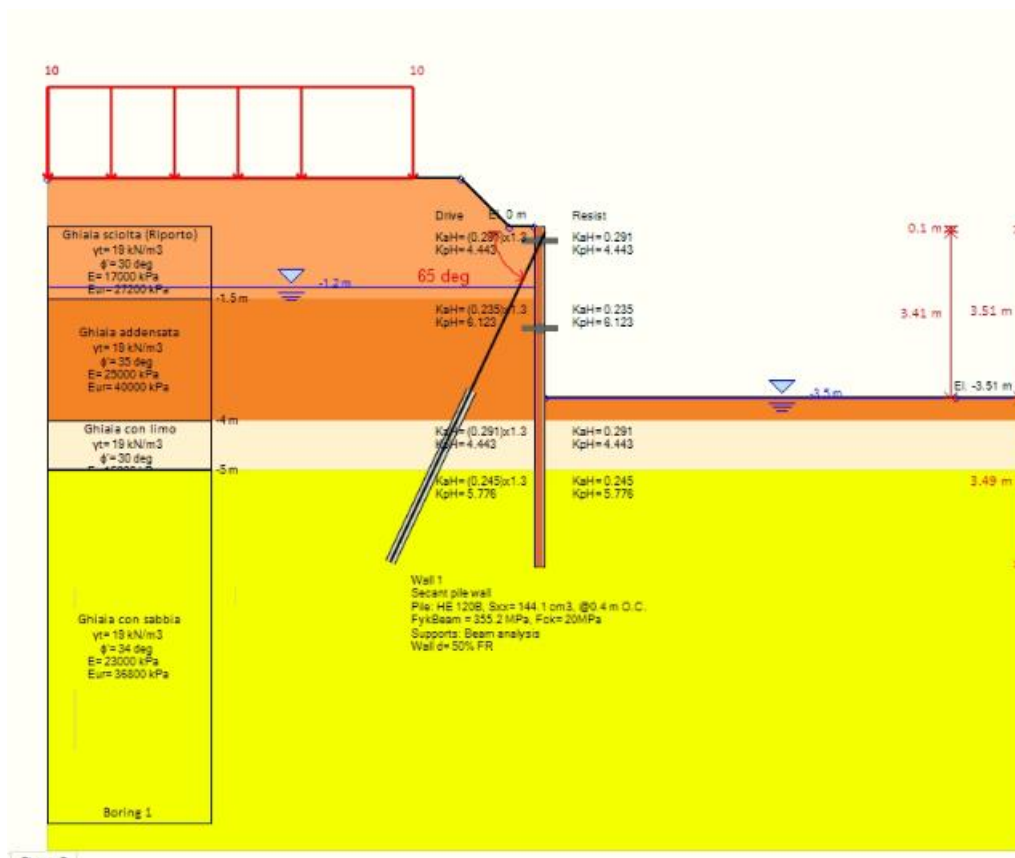 10
10
Drive
El. 0 m
Resist
Ghiaia sciolta (Riporto)
γt= 19 kN/m3
ϕ'= 30 deg
E= 17000 kPa
Eur= 27200 kPa
KaH= (0.291)x1.3
KpH= 4.443
KaH= 0.291
KpH= 4.443
0.1 m
65 deg
-1.2m
-1.5m
Ghiaia addensata
γt= 19 kN/m3
ϕ'= 35 deg
E= 25000 kPa
Eur= 40000 kPa
KaH= (0.235)x1.3
KpH= 6.123
KaH= 0.235
KpH= 6.123
3.41 m
3.51 m
-3.5m
El. -3.51 m
-4m
Ghiaia con limo
γt= 19 kN/m3
ϕ'= 30 deg
KaH= (0.291)x1.3
KpH= 4.443
KaH= 0.291
KpH= 4.443
-5m
KaH= (0.245)x1.3
KpH= 5.776
KaH= 0.245
KpH= 5.776
3.49 m
Wall 1
Secant pile wall
Pile: HE 120B, Sxx= 144.1 cm3, @0.4 m O.C.
FykBeam = 355.2 MPa, Fck= 20MPa
Supports: Beam analysis
Wall d= 50% FR
Ghiaia con sabbia
γt= 19 kN/m3
ϕ'= 34 deg
E= 23000 kPa
Eur= 36800 kPa
Boring 1